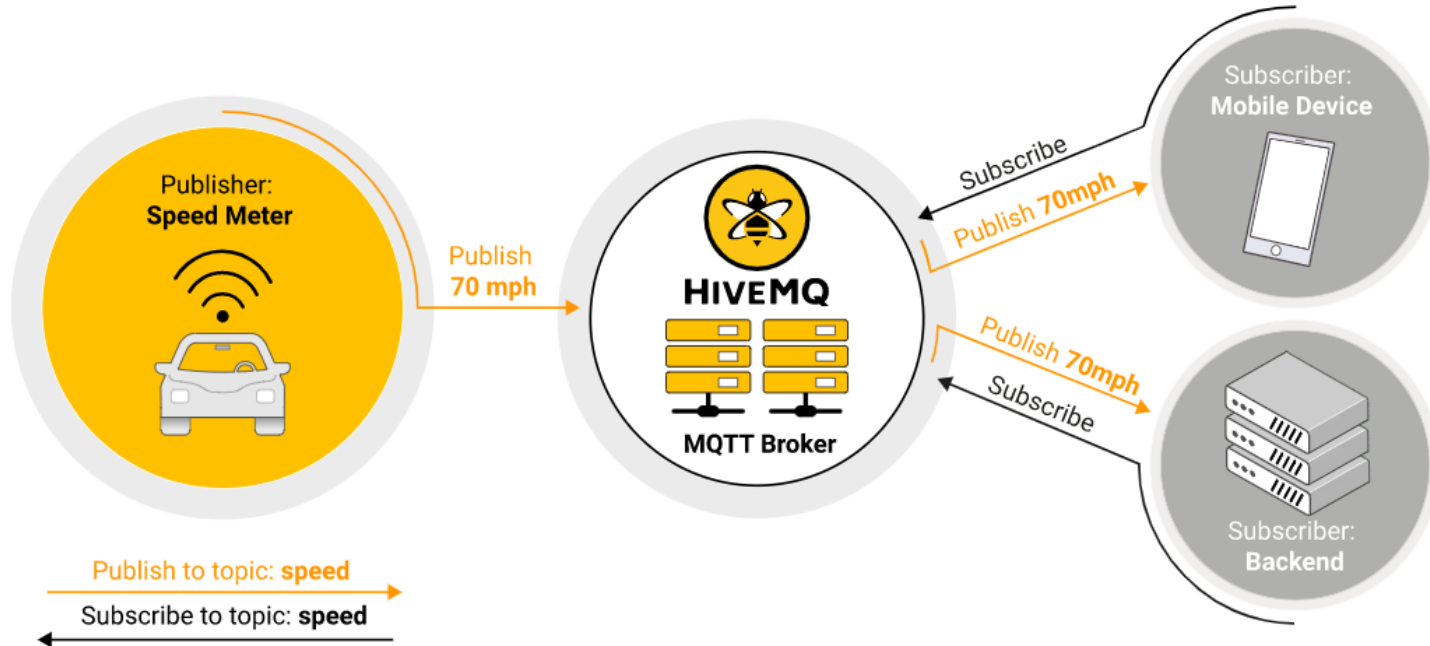 Publisher:
Speed Meter
Publish
70 mph
HIVEMQ
MQTT Broker
Subscribe
Publish 70mph
Publish 70mph
Subscribe
Subscriber:
Mobile Device
Subscriber:
Backend
Publish to topic: speed
Subscribe to topic: speed